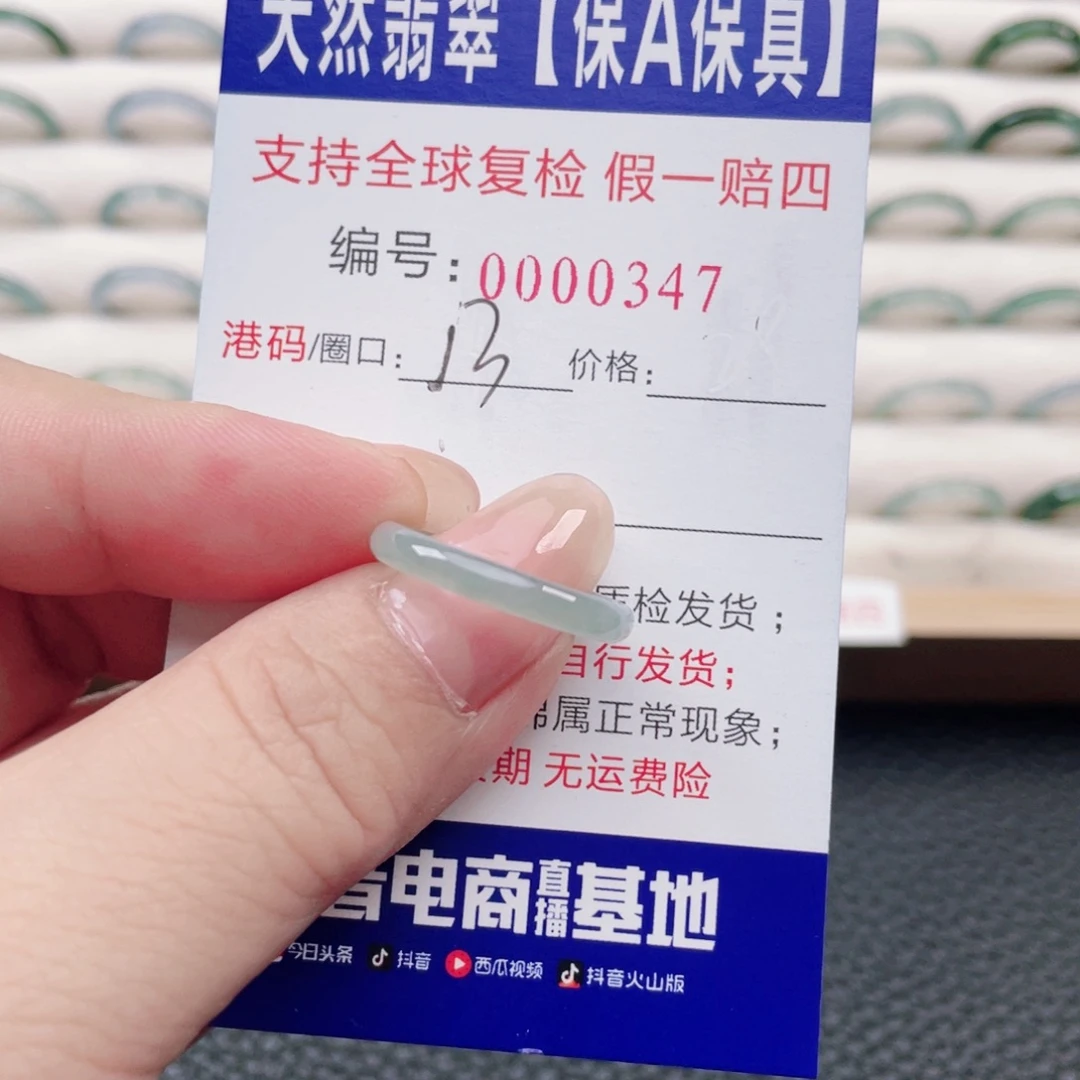 天然翡翠【保A保真】
支持全球复检 假一赔四
编号：0000347
港码/圈口：13 价格：
质检发货；
自行发货；
棉属正常现象；
期 无运费险
音电商直播基地
今日头条 抖音 西瓜视频 抖音火山版